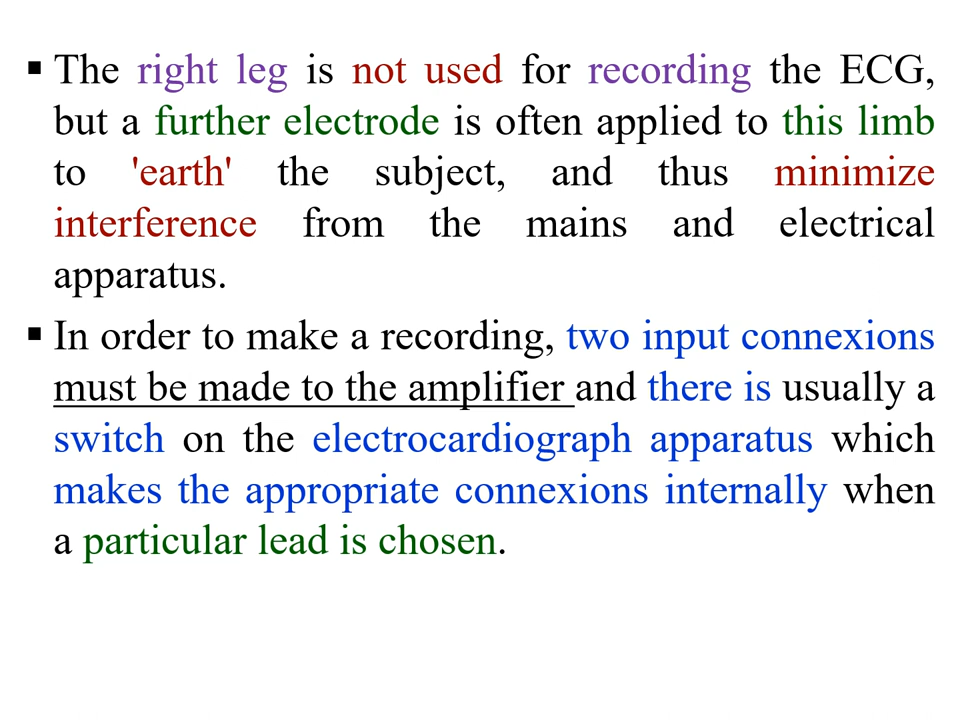 ▪ The right leg is not used for recording the ECG,
but a further electrode is often applied to this limb
to 'earth' the subject, and thus minimize
interference from the mains and electrical
apparatus.
▪ In order to make a recording, two input connexions
must be made to the amplifier and there is usually a
switch on the electrocardiograph apparatus which
makes the appropriate connexions internally when
a particular lead is chosen.